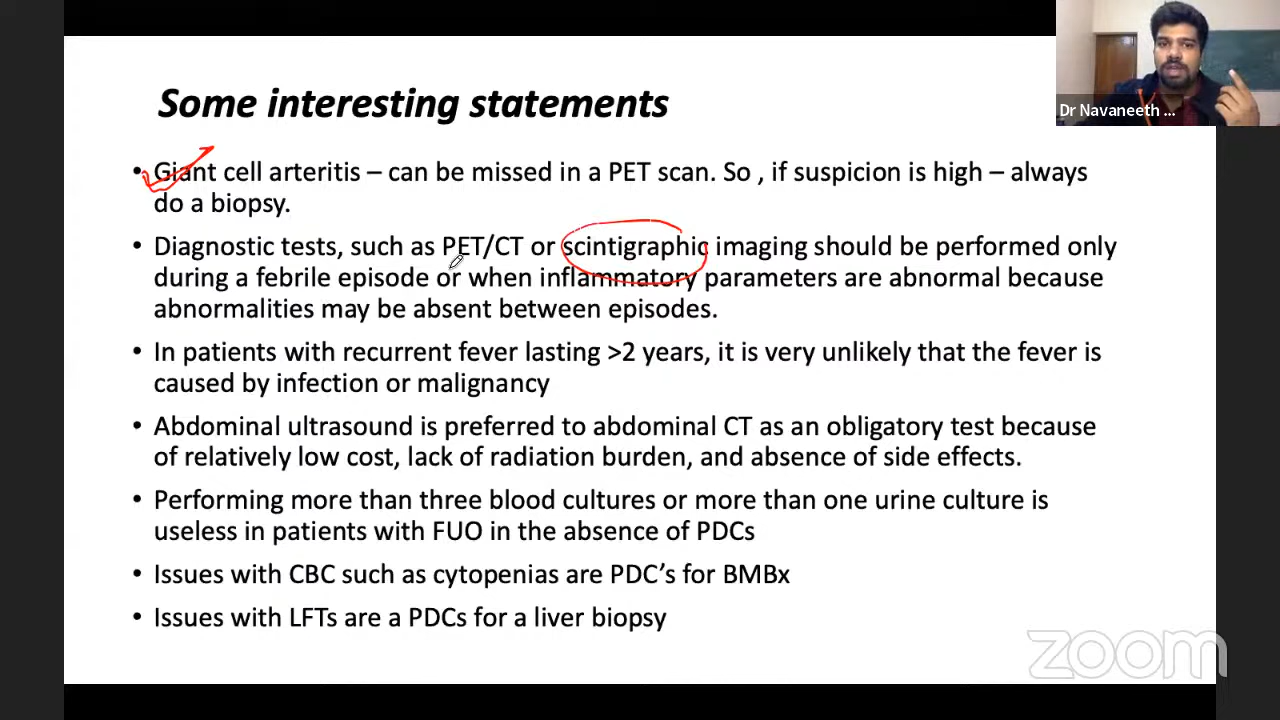 Some interesting statements
• Giant cell arteritis – can be missed in a PET scan. So , if suspicion is high – always
do a biopsy.
• Diagnostic tests, such as PET/CT or scintigraphic imaging should be performed only
during a febrile episode or when inflammatory parameters are abnormal because
abnormalities may be absent between episodes.
• In patients with recurrent fever lasting >2 years, it is very unlikely that the fever is
caused by infection or malignancy
• Abdominal ultrasound is preferred to abdominal CT as an obligatory test because
of relatively low cost, lack of radiation burden, and absence of side effects.
• Performing more than three blood cultures or more than one urine culture is
useless in patients with FUO in the absence of PDCs
• Issues with CBC such as cytopenias are PDC’s for BMBx
• Issues with LFTs are a PDCs for a liver biopsy
Dr Navaneeth ...
zoom